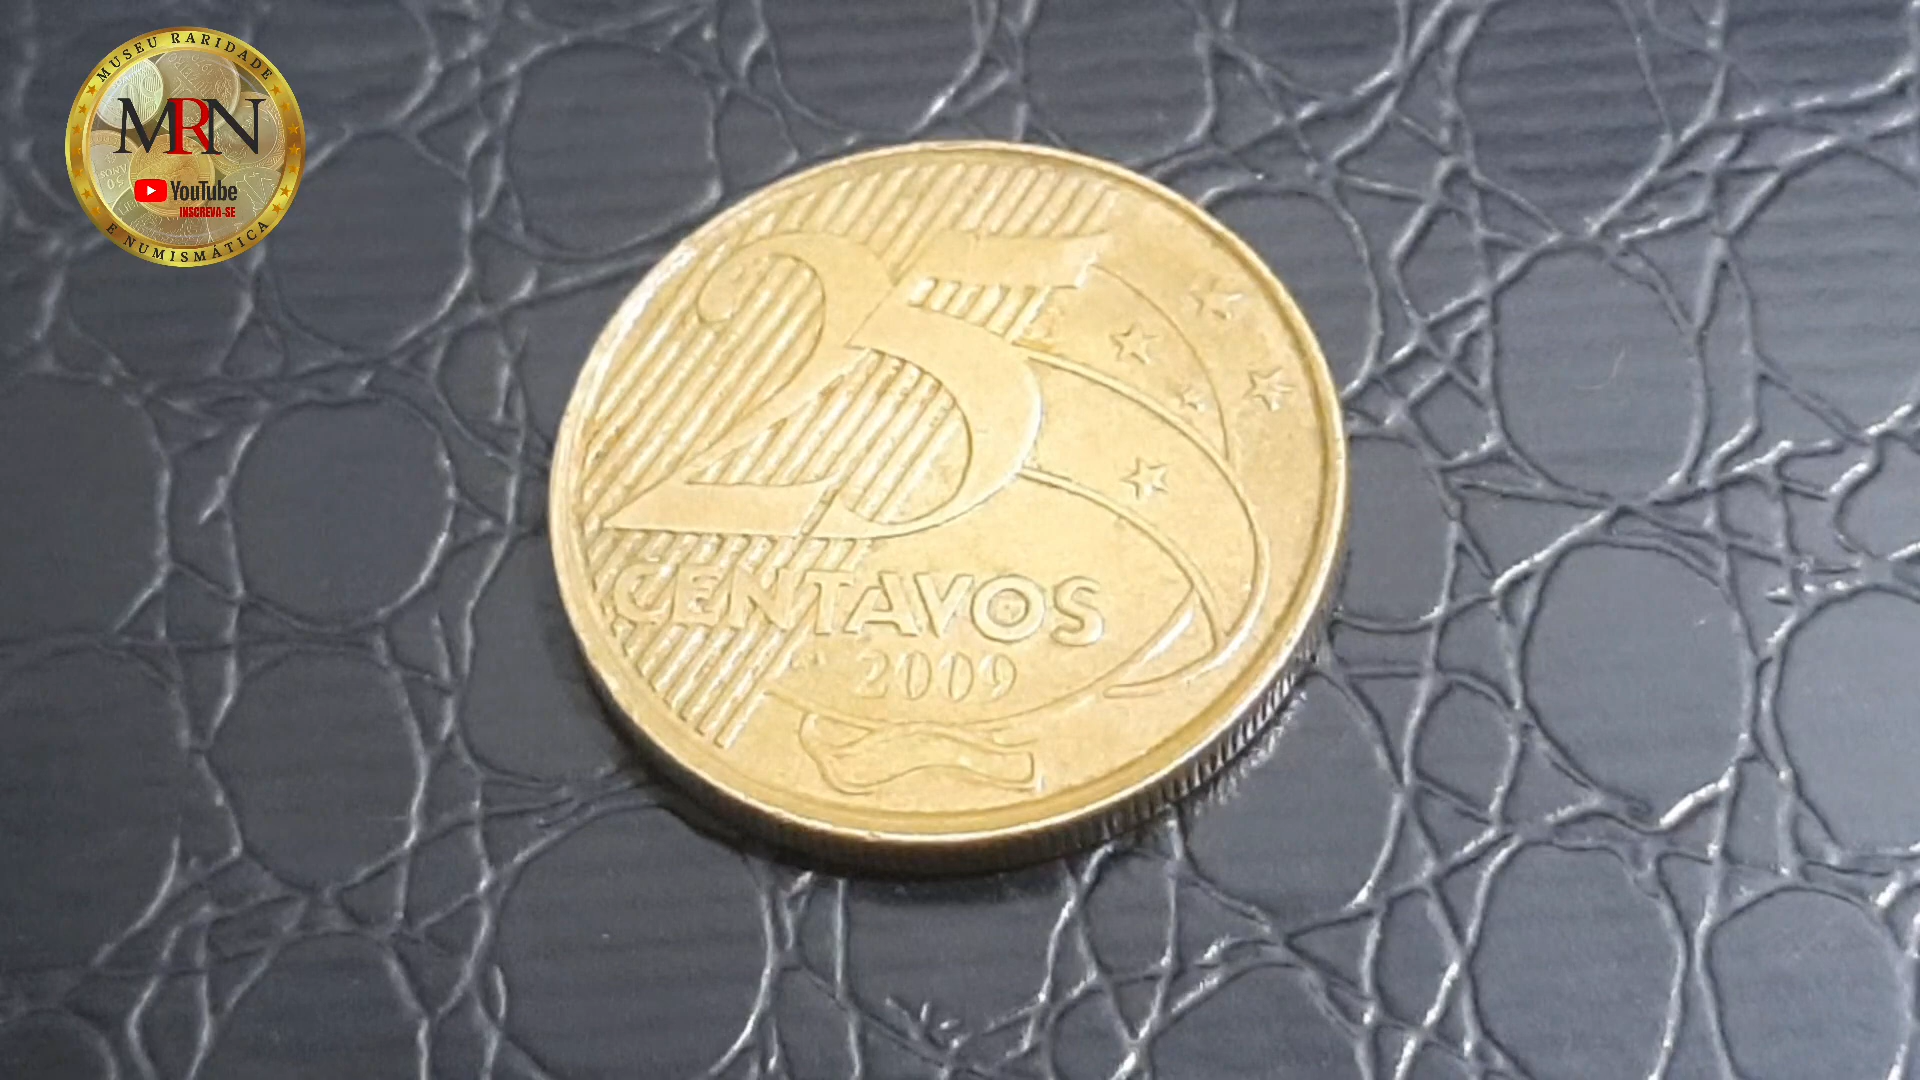 MUSEU RARIDADE
MRN
YouTube
INSCREVA-SE
E NUMISMÁTICA
25
CENTAVOS
2009